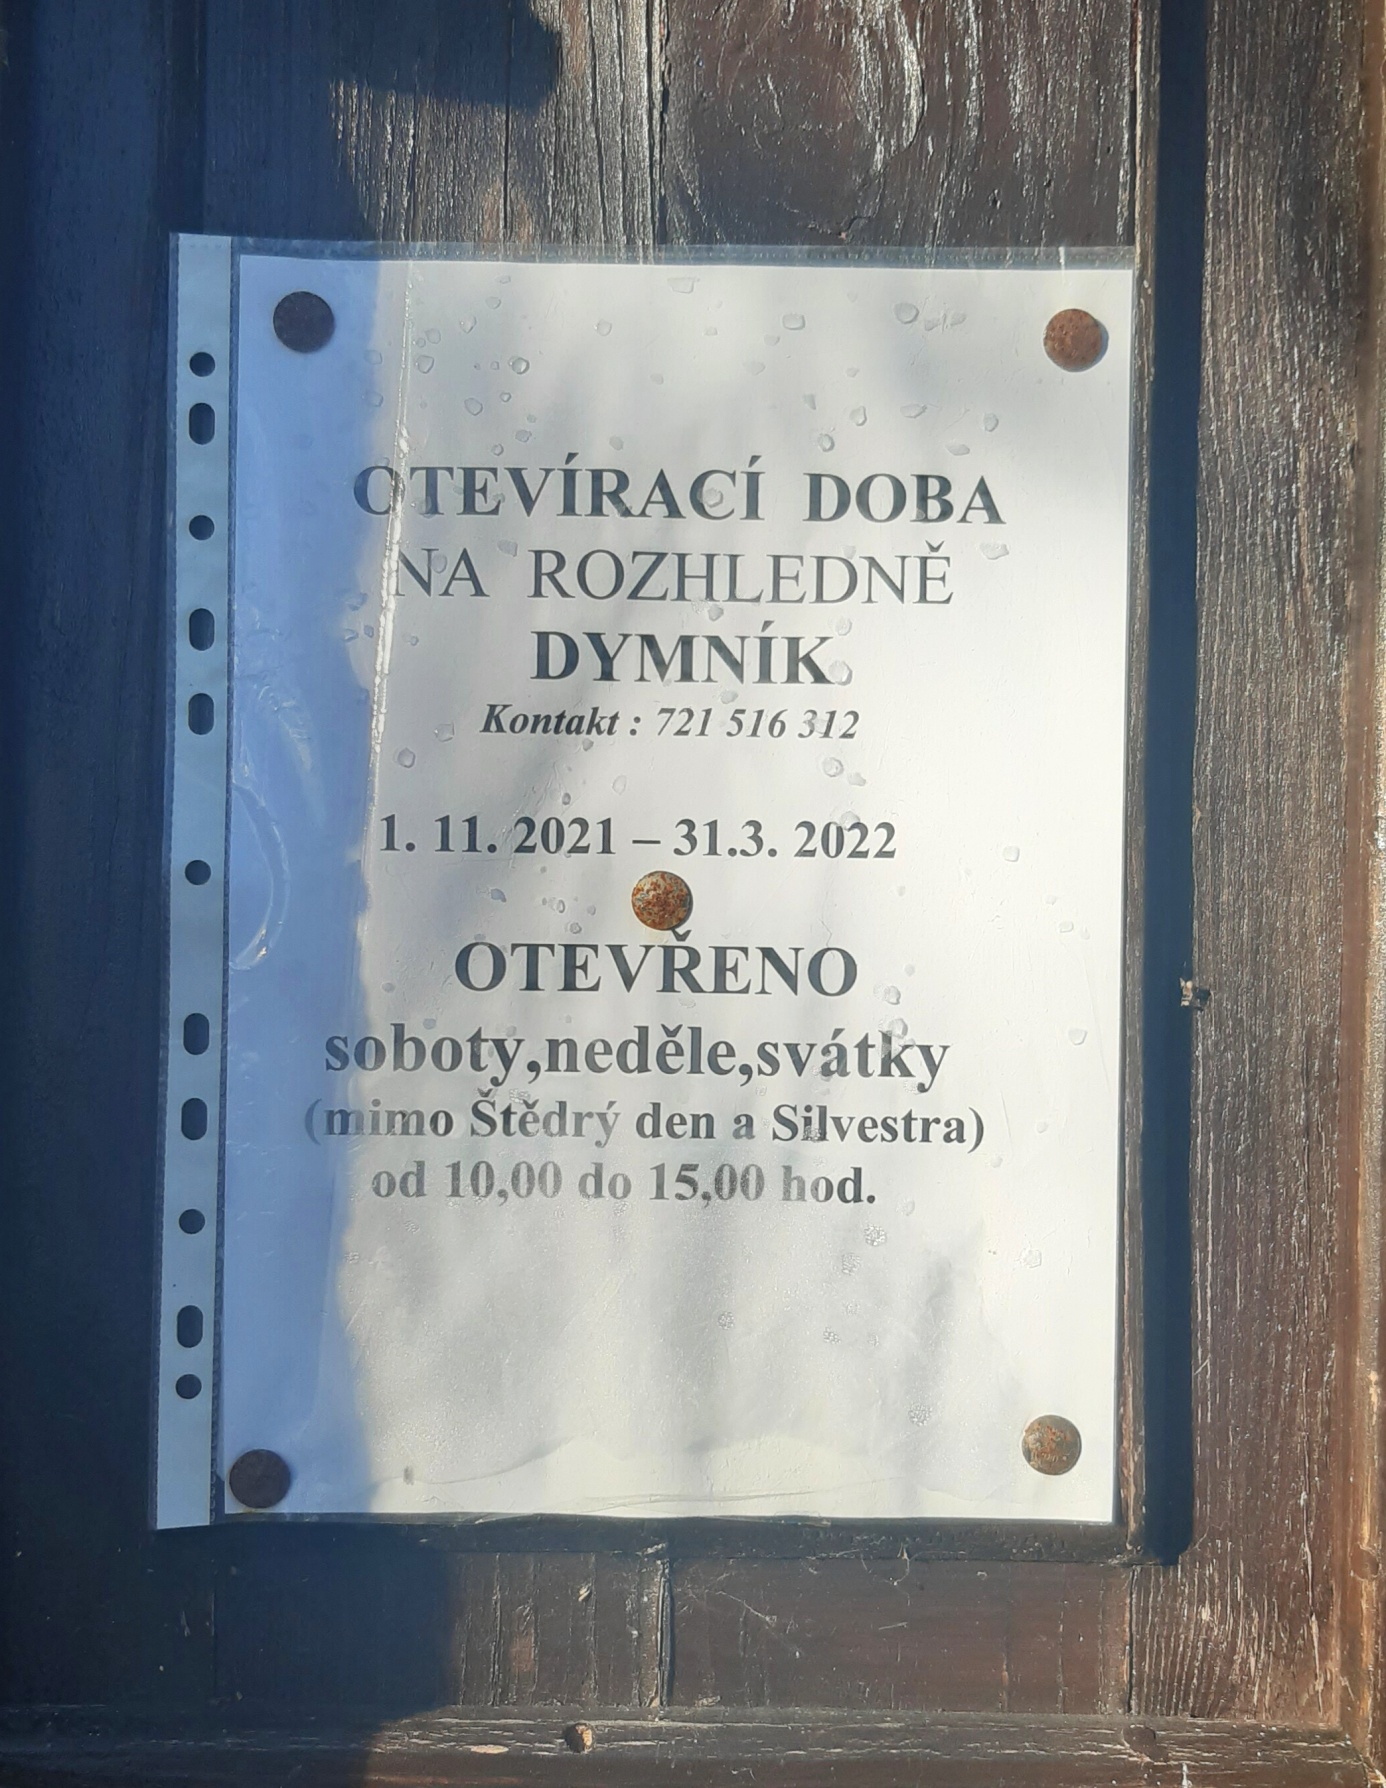 OTEVÍRACÍ DOBA
NA ROZHLEDNĚ
DYMNÍK
Kontakt : 721 516 312
1. 11. 2021 – 31.3. 2022
OTEVŘENO
soboty,neděle,svátky
(mimo Štědrý den a Silvestra)
od 10,00 do 15,00 hod.